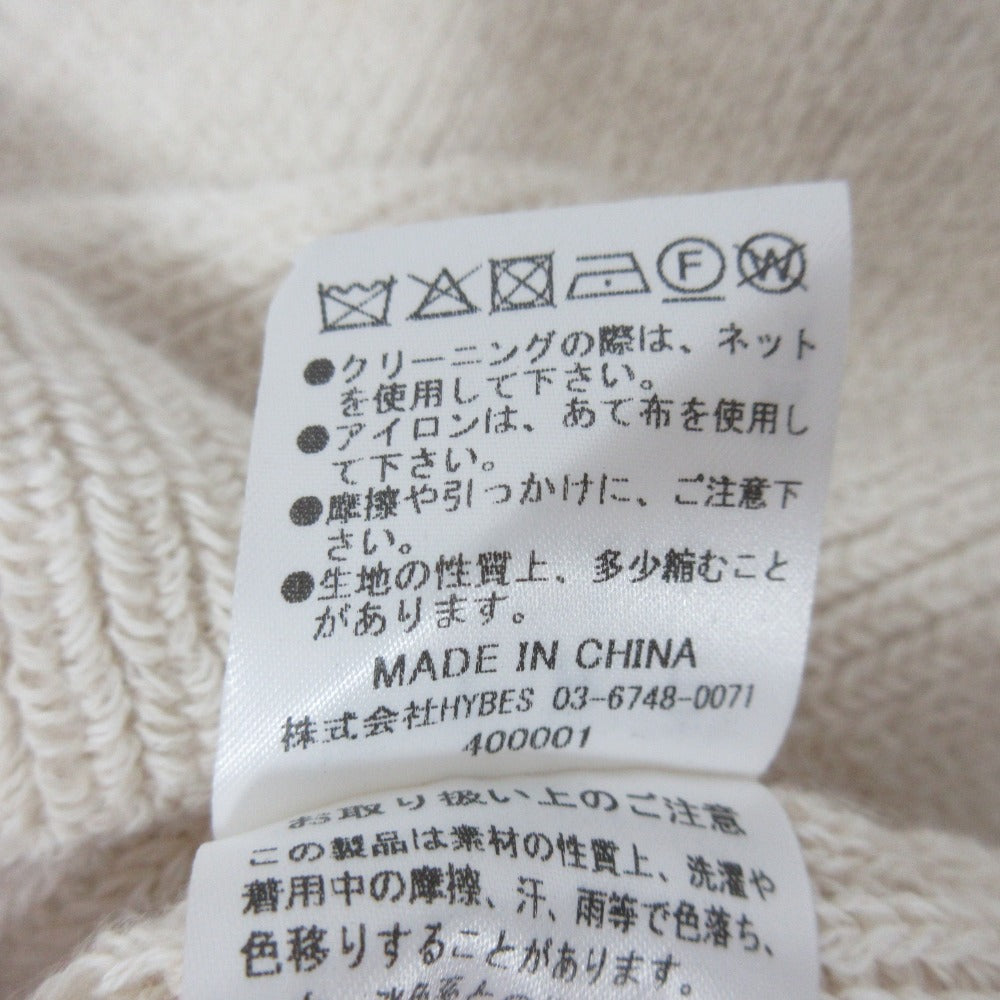 F W
●クリーニングの際は、ネット
を使用して下さい。
●アイロンは、あて布を使用し
て下さい。
●摩擦や引っかけに、ご注意下
さい。
●生地の性質上、多少縮むこと
があります。
MADE IN CHINA
株式会社HYBES 03-6748-0071
400001
お取り扱い上のご注意
この製品は素材の性質上、洗濯や
着用中の摩擦、汗、雨等で色落ち、
色移りすることがあります。